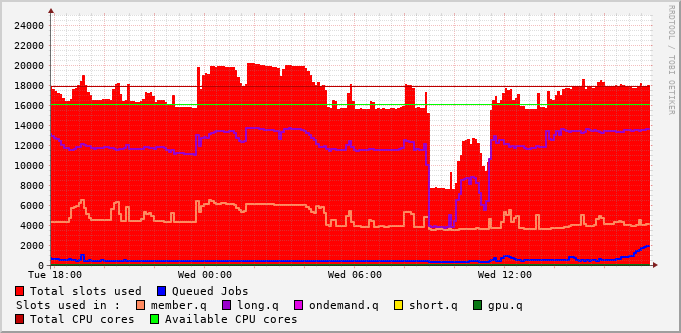 24000
22000
20000
18000
16000
14000
12000
10000
8000
6000
4000
2000
0
Tue 18:00 Wed 00:00 Wed 06:00 Wed 12:00
Total slots used Queued Jobs
Slots used in : member.q long.q ondemand.q short.q gpu.q
Total CPU cores Available CPU cores
RRDTOOL / TOBI OETIKER